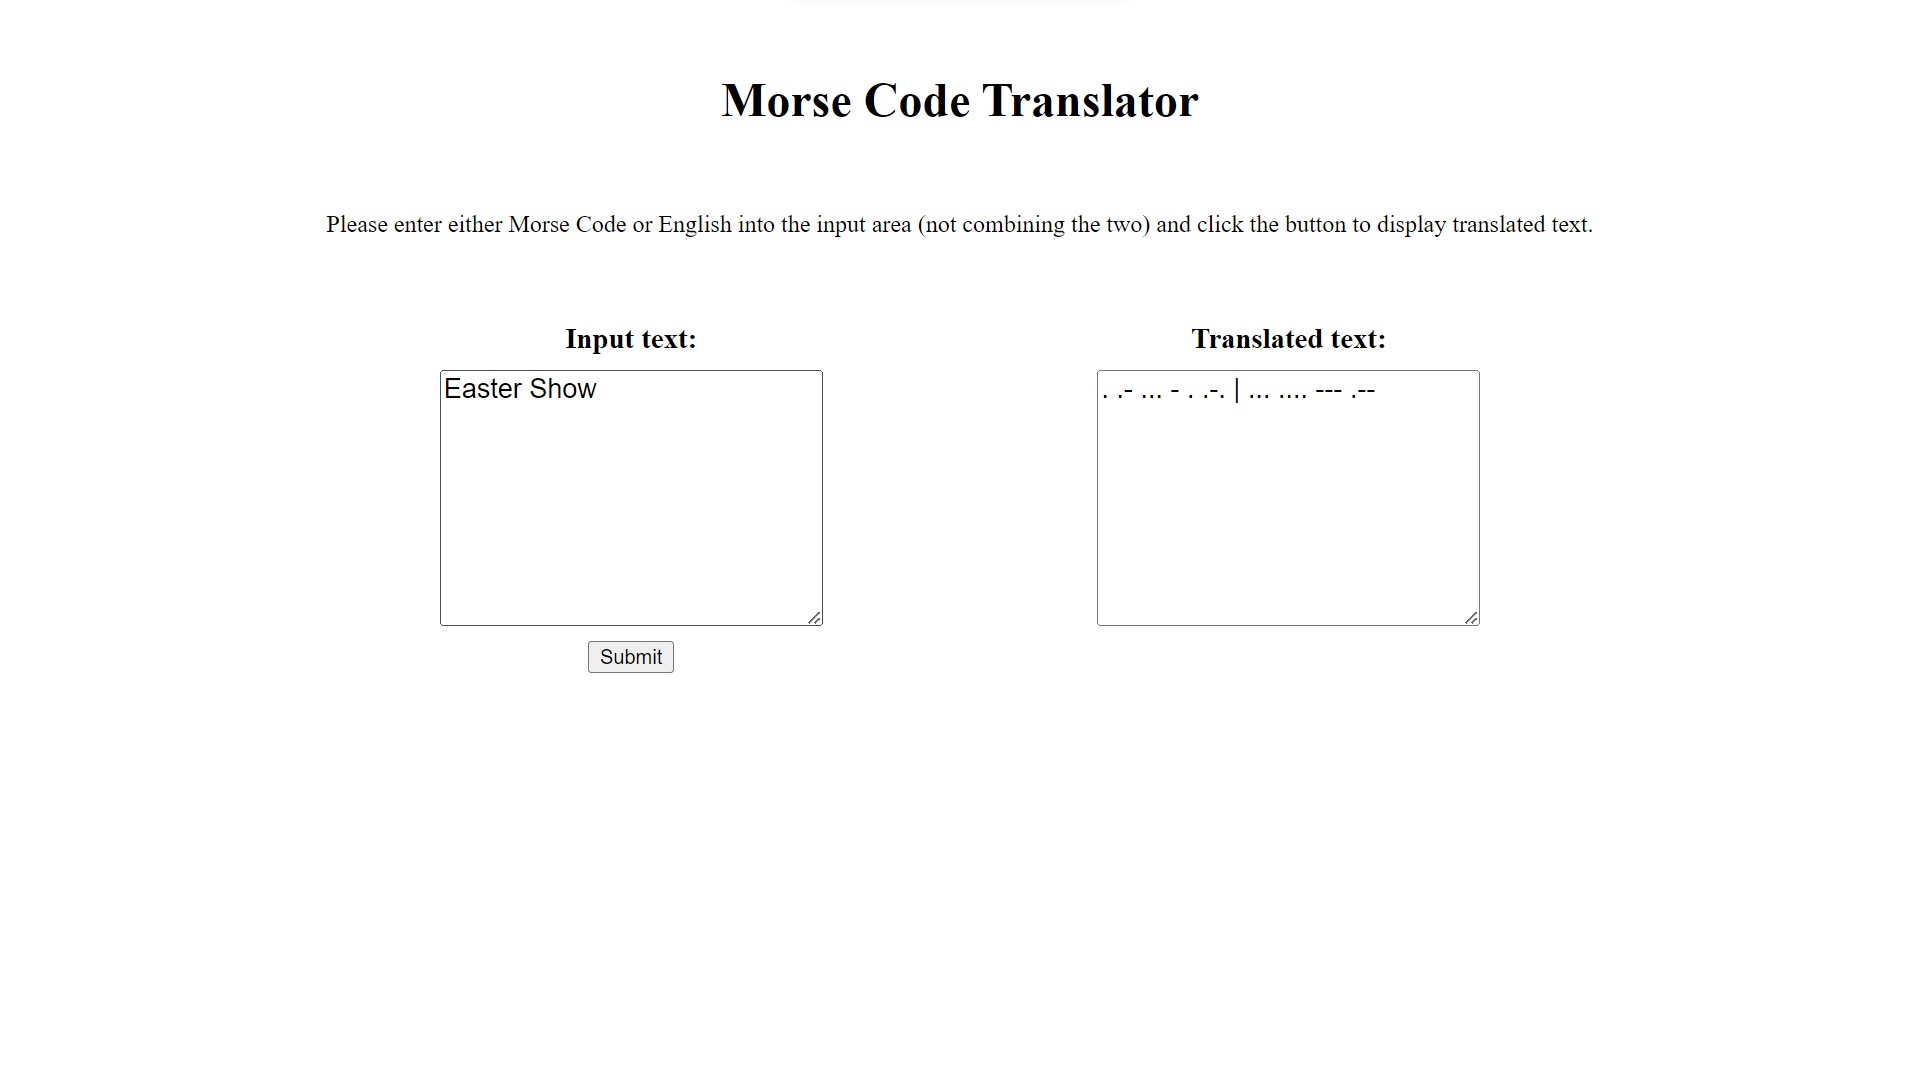 Morse Code Translator
Please enter either Morse Code or English into the input area (not combining the two) and click the button to display translated text.
Input text:
Translated text:
Easter Show
. .- ... - . .-. | ... .... --- .--
Submit